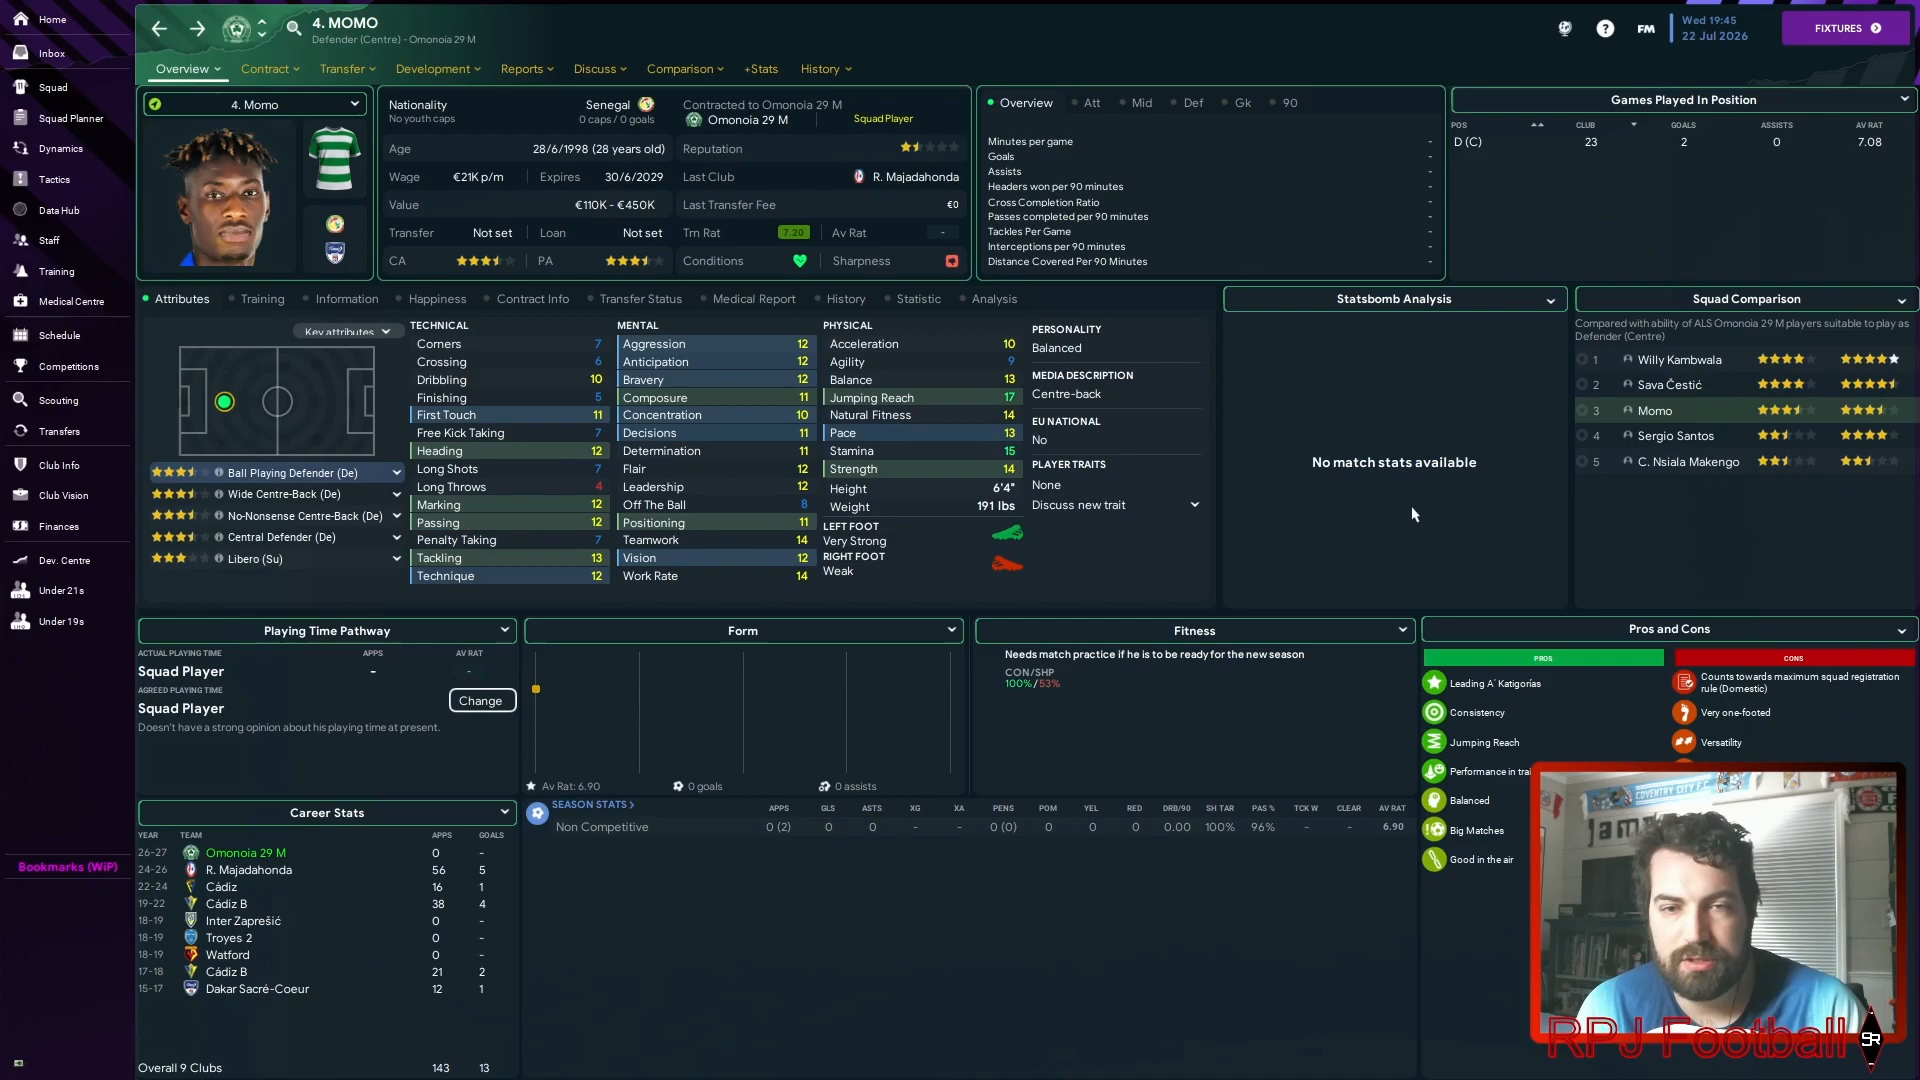 Home
Inbox
Squad
Squad Planner
Dynamics
Tactics
Data Hub
Staff
Training
Medical Centre
Schedule
Competitions
Scouting
Transfers
Club Info
Club Vision
Finances
Dev. Centre
Under 21s
Under 19s
Bookmarks (WiP)
4. MOMO
Defender (Centre) - Omonoia 29 M
FM
Wed 19:45
22 Jul 2026
FIXTURES
Overview
Contract
Transfer
Development
Reports
Discuss
Comparison
+Stats
History
4. Momo
Nationality
No youth caps
Senegal
0 caps / 0 goals
Age
28/6/1998 (28 years old)
Wage
€21K p/m
Expires
30/6/2029
Value
€110K - €450K
Transfer
Not set
Loan
Not set
CA
PA
Contracted to Omonoia 29 M
Omonoia 29 M
Squad Player
Reputation
Last Club
R. Majadahonda
Last Transfer Fee
€0
Trn Rat
7.20
Av Rat
-
Conditions
Sharpness
Overview
Att
Mid
Def
Gk
90
Minutes per game -
Goals -
Assists -
Headers won per 90 minutes -
Cross Completion Ratio -
Passes completed per 90 minutes -
Tackles Per Game -
Interceptions per 90 minutes -
Distance Covered Per 90 Minutes -
Games Played In Position
POS CLUB GOALS ASSISTS AV RAT
D (C) 23 2 0 7.08
Attributes
Training
Information
Happiness
Contract Info
Transfer Status
Medical Report
History
Statistic
Analysis
Key attributes
Ball Playing Defender (De)
Wide Centre-Back (De)
No-Nonsense Centre-Back (De)
Central Defender (De)
Libero (Su)
TECHNICAL
Corners 7
Crossing 6
Dribbling 10
Finishing 5
First Touch 11
Free Kick Taking 7
Heading 12
Long Shots 7
Long Throws 4
Marking 12
Passing 12
Penalty Taking 7
Tackling 13
Technique 12
MENTAL
Aggression 12
Anticipation 12
Bravery 12
Composure 11
Concentration 10
Decisions 11
Determination 11
Flair 12
Leadership 12
Off The Ball 8
Positioning 11
Teamwork 14
Vision 12
Work Rate 14
PHYSICAL
Acceleration 10
Agility 9
Balance 13
Jumping Reach 17
Natural Fitness 14
Pace 13
Stamina 15
Strength 14
Height 6'4"
Weight 191 lbs
LEFT FOOT
Very Strong
RIGHT FOOT
Weak
PERSONALITY
Balanced
MEDIA DESCRIPTION
Centre-back
EU NATIONAL
No
PLAYER TRAITS
None
Discuss new trait
Statsbomb Analysis
No match stats available
Squad Comparison
Compared with ability of ALS Omonoia 29 M players suitable to play as
Defender (Centre)
1 Willy Kambwala
2 Sava Čestić
3 Momo
4 Sergio Santos
5 C. Nsiala Makengo
Playing Time Pathway
ACTUAL PLAYING TIME APPS AV RAT
Squad Player - -
AGREED PLAYING TIME
Squad Player
Change
Doesn't have a strong opinion about his playing time at present.
Form
Av Rat: 6.90
0 goals
0 assists
Fitness
Needs match practice if he is to be ready for the new season
CON/SHP
100% / 53%
Pros and Cons
PROS
Leading A' Katigorías
Consistency
Jumping Reach
Performance in trai
Balanced
Big Matches
Good in the air
CONS
Counts towards maximum squad registration
rule (Domestic)
Very one-footed
Versatility
Career Stats
YEAR TEAM APPS GOALS
26-27 Omonoia 29 M 0 -
24-26 R. Majadahonda 56 5
22-24 Cádiz 16 1
19-22 Cádiz B 38 4
18-19 Inter Zaprešić 0 -
18-19 Troyes 2 0 -
18-19 Watford 0 -
17-18 Cádiz B 21 2
15-17 Dakar Sacré-Coeur 12 1
Overall 9 Clubs 143 13
SEASON STATS
APPS GLS ASTS XG XA PENS POM YEL RED DRB/90 SH TAR PAS % TCK W CLEAR AV RAT
Non Competitive 0 (2) 0 0 - - 0 (0) 0 0 0 0.00 100% 96% - - 6.90
COVENTRY CITY F.C.
RPJ Football